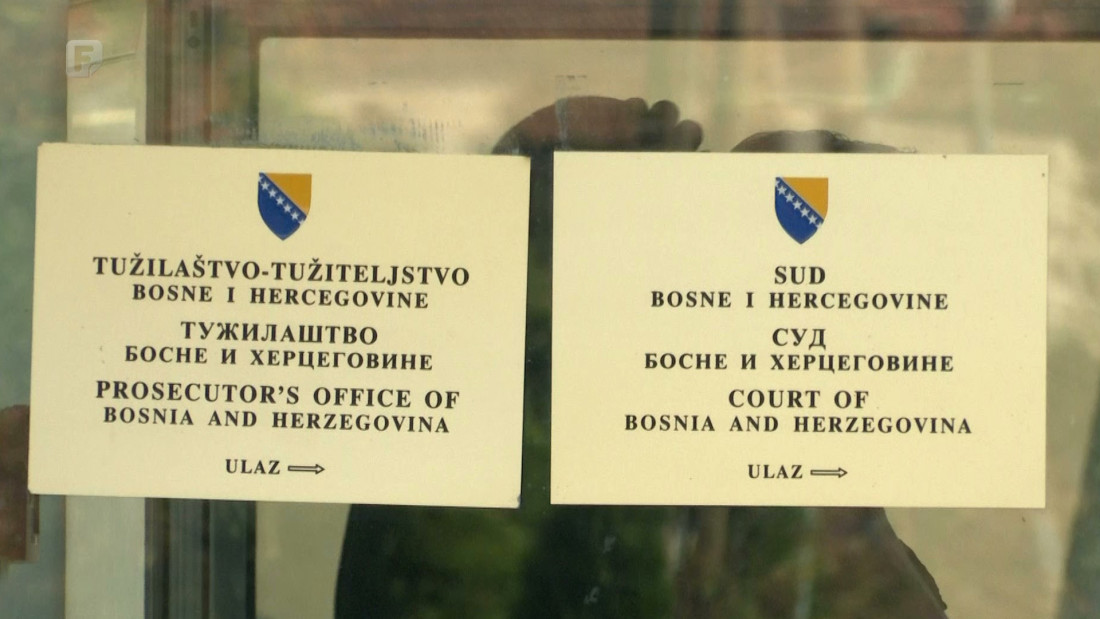 F
TUŽILAŠTVO-TUŽITELJSTVO
BOSNE I HERCEGOVINE
ТУЖИЛАШТВО
БОСНЕ И ХЕРЦЕГОВИНЕ
PROSECUTOR'S OFFICE OF
BOSNIA AND HERZEGOVINA
ULAZ
SUD
BOSNE I HERCEGOVINE
СУД
БОСНЕ И ХЕРЦЕГОВИНЕ
COURT OF
BOSNIA AND HERZEGOVINA
ULAZ